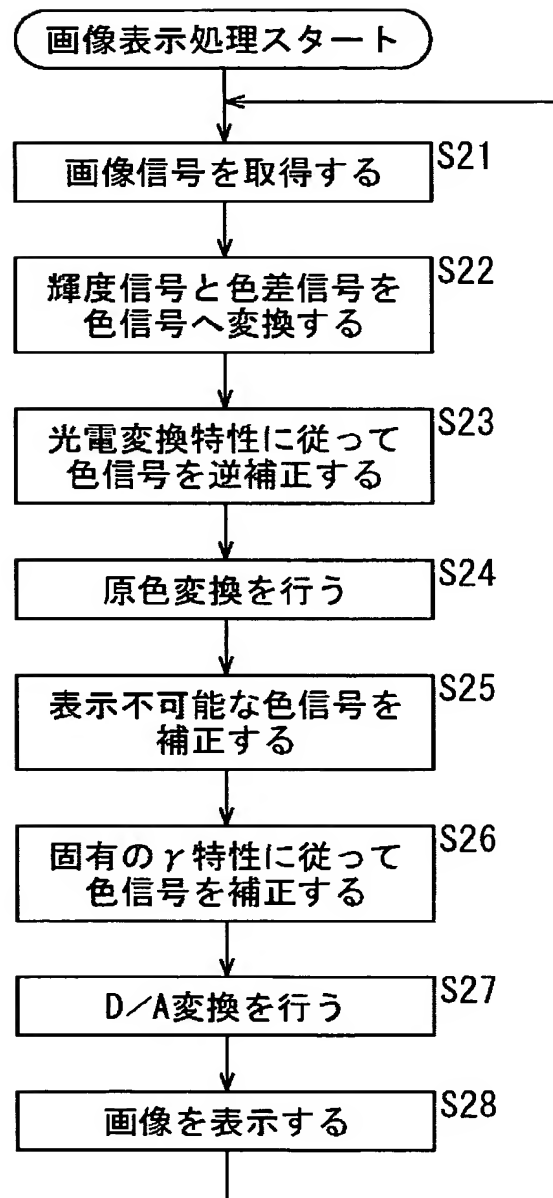 画像表示処理スタート
S21
画像信号を取得する
S22
輝度信号と色差信号を
色信号へ変換する
S23
光電変換特性に従って
色信号を逆補正する
S24
原色変換を行う
S25
表示不可能な色信号を
補正する
S26
固有のγ特性に従って
色信号を補正する
S27
D/A変換を行う
S28
画像を表示する